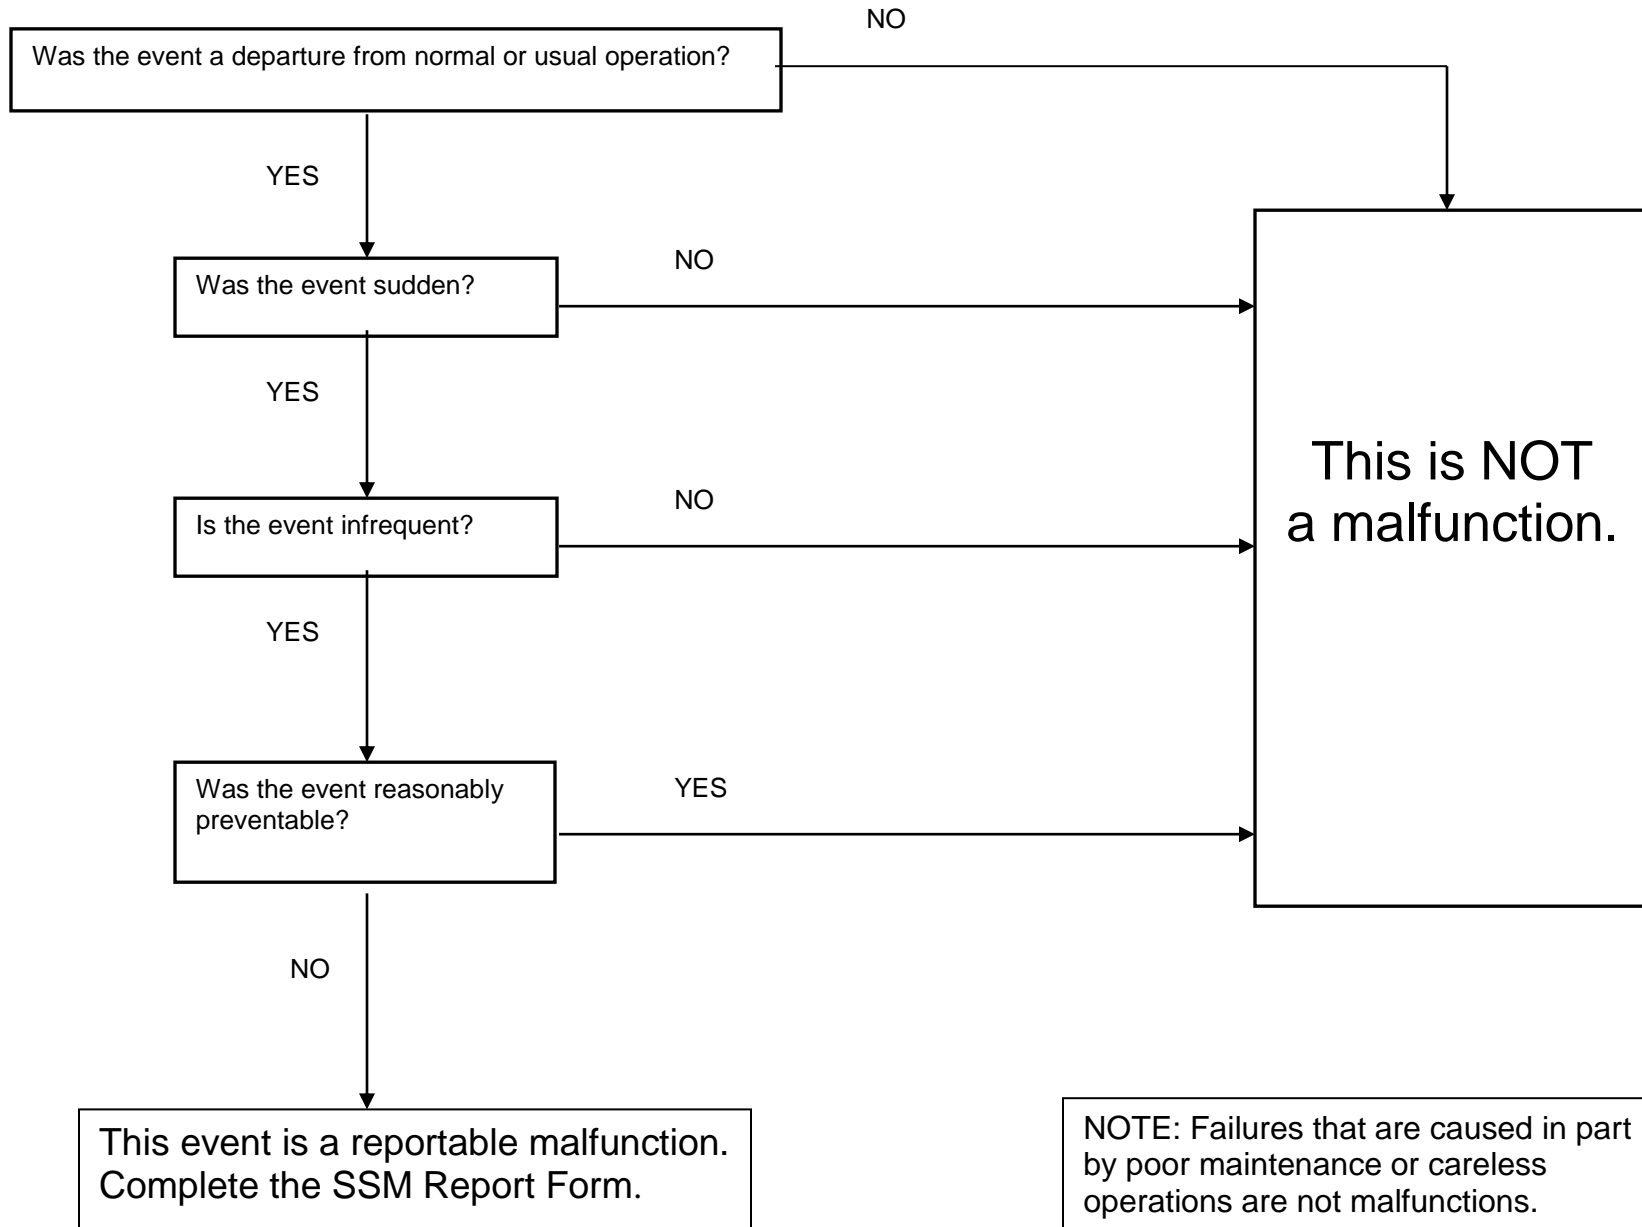 NO
Was the event a departure from normal or usual operation?
YES
Was the event sudden?
NO
YES
Is the event infrequent?
NO
YES
This is NOT
a malfunction.
Was the event reasonably
preventable?
YES
NO
This event is a reportable malfunction.
Complete the SSM Report Form.
NOTE: Failures that are caused in part
by poor maintenance or careless
operations are not malfunctions.